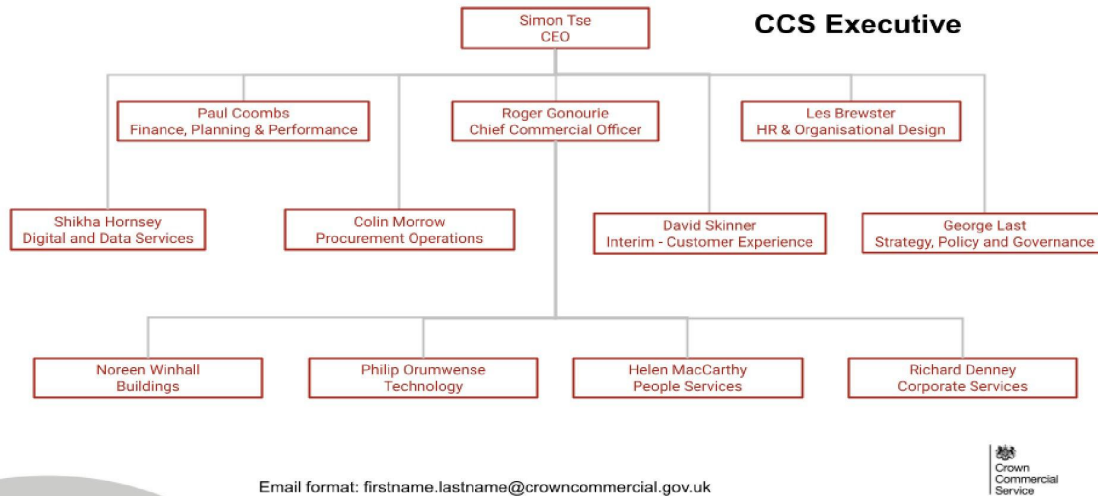 Simon Tse
CEO
CCS Executive
Paul Coombs
Finance, Planning & Performance
Roger Gonourie
Chief Commercial Officer
Les Brewster
HR & Organisational Design
Shikha Hornsey
Digital and Data Services
Colin Morrow
Procurement Operations
David Skinner
Interim - Customer Experience
George Last
Strategy, Policy and Governance
Noreen Winhall
Buildings
Philip Orumwense
Technology
Helen MacCarthy
People Services
Richard Denney
Corporate Services
Email format: firstname.lastname@crowncommercial.gov.uk
Crown
Commercial
Service